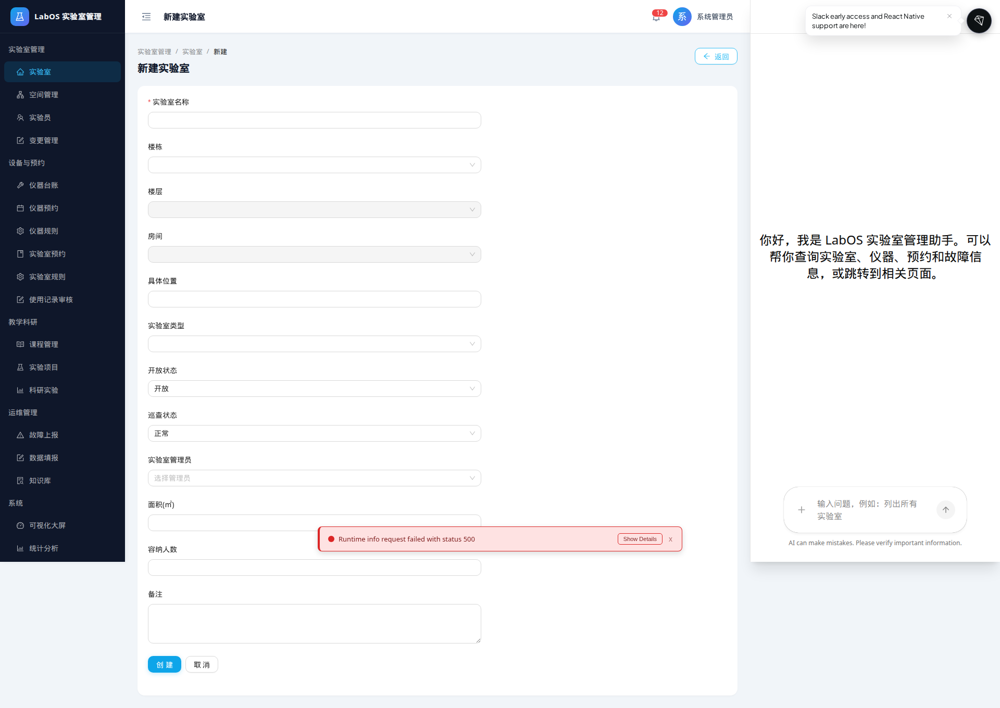 LabOS 实验室管理
实验室管理
实验室
空间管理
实验员
变更管理
设备与预约
仪器台账
仪器预约
仪器规则
实验室预约
实验室规则
使用记录审核
教学科研
课程管理
实验项目
科研实验
运维管理
故障上报
数据填报
知识库
系统
可视化大屏
统计分析
新建实验室
12
系
系统管理员
实验室管理 / 实验室 / 新建
新建实验室
返回
* 实验室名称
楼栋
楼层
房间
具体位置
实验室类型
开放状态
开放
巡查状态
正常
实验室管理员
选择管理员
面积(㎡)
容纳人数
备注
创 建
取 消
Runtime info request failed with status 500
Show Details
X
Slack early access and React Native
support are here!
你好，我是 LabOS 实验室管理助手。可以
帮你查询实验室、仪器、预约和故障信
息，或跳转到相关页面。
输入问题，例如：列出所有
实验室
AI can make mistakes. Please verify important information.